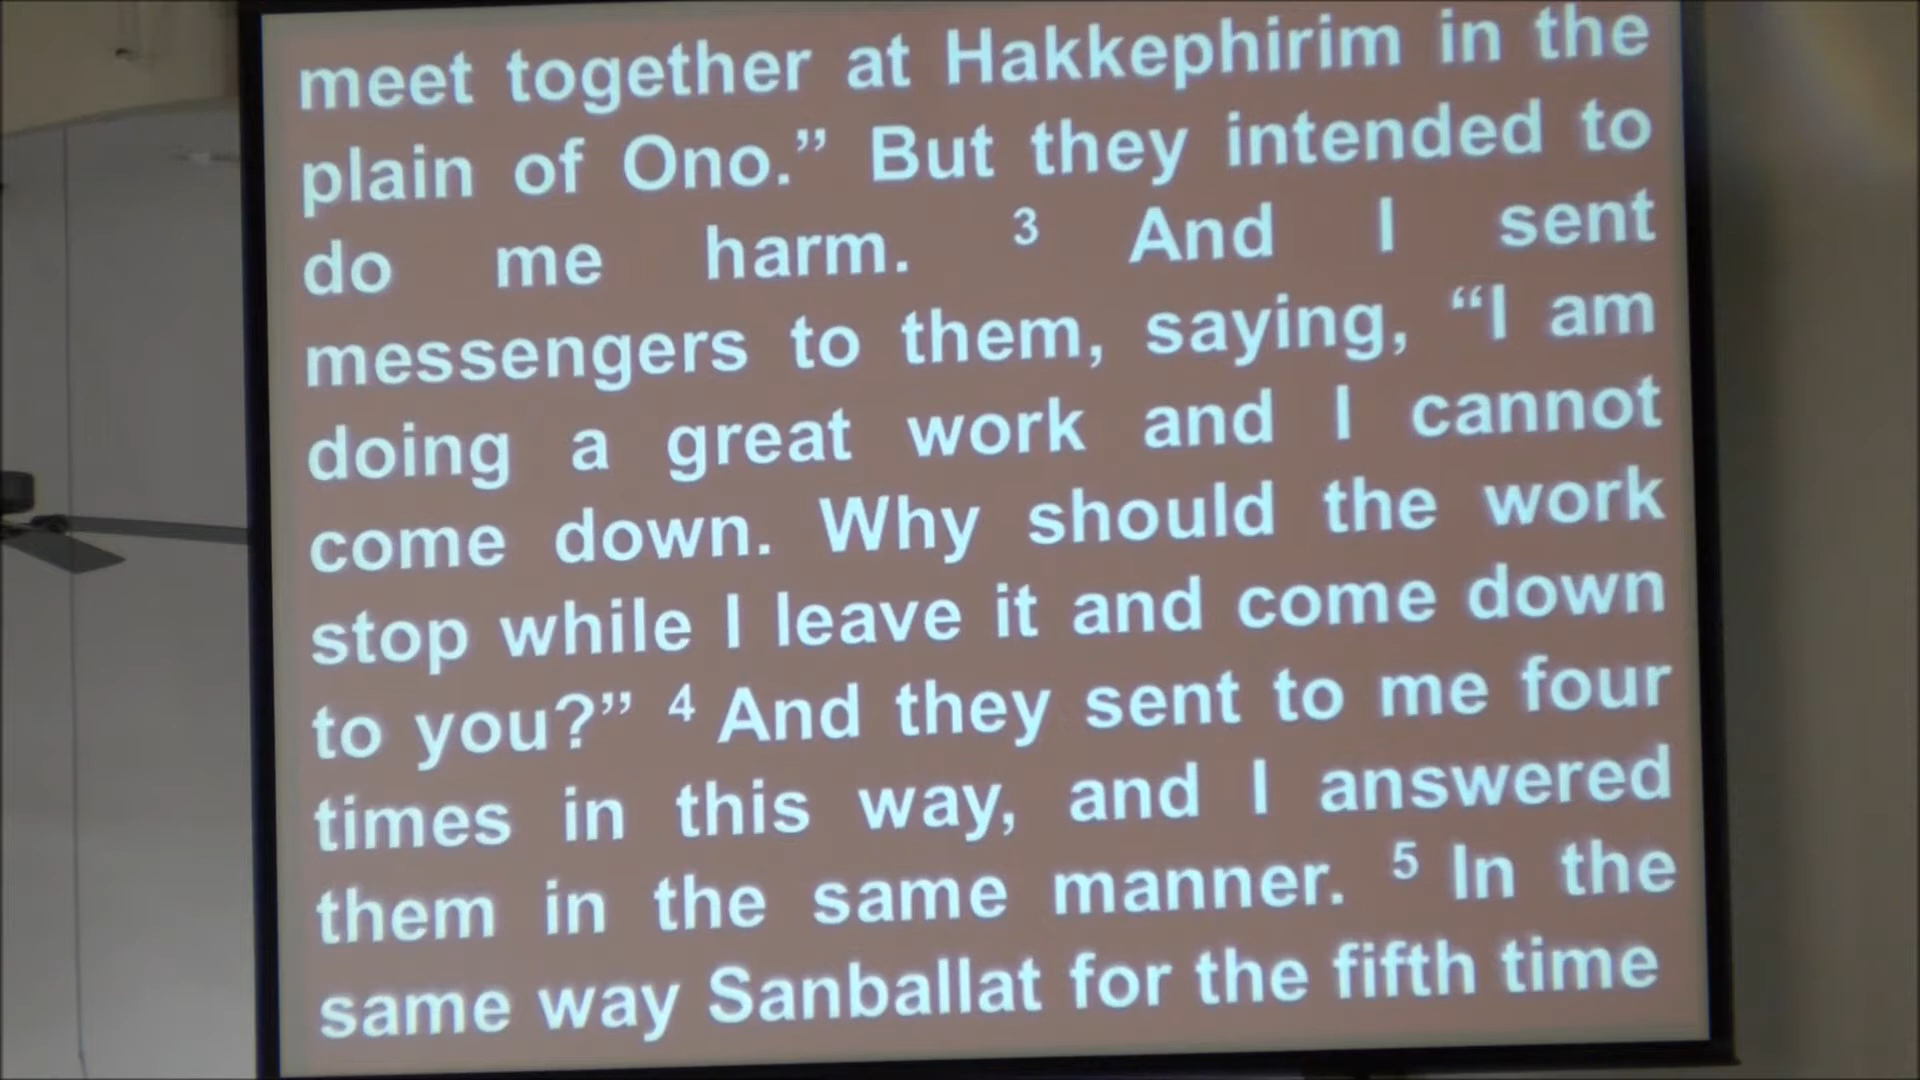 meet together at Hakkephirim in the
plain of Ono.” But they intended to
do me harm. 3 And I sent
messengers to them, saying, “I am
doing a great work and I cannot
come down. Why should the work
stop while I leave it and come down
to you?” 4 And they sent to me four
times in this way, and I answered
them in the same manner. 5 In the
same way Sanballat for the fifth time